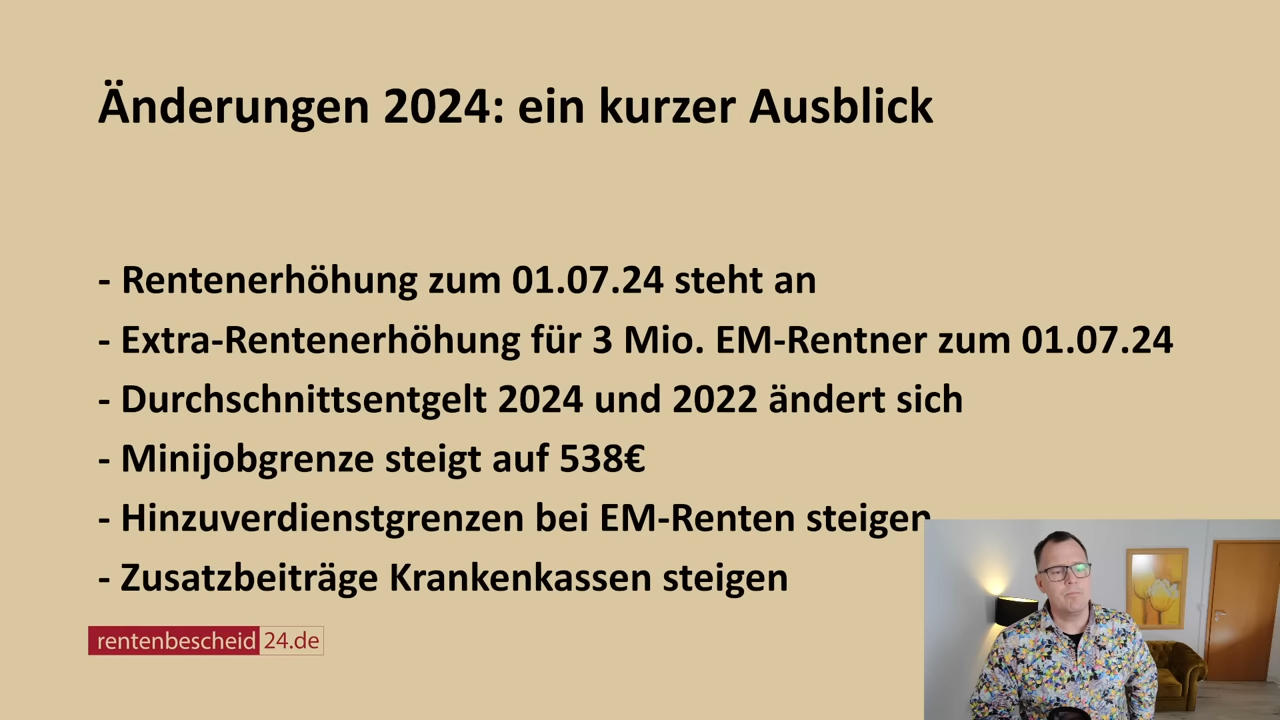 Änderungen 2024: ein kurzer Ausblick
- Rentenerhöhung zum 01.07.24 steht an
- Extra-Rentenerhöhung für 3 Mio. EM-Rentner zum 01.07.24
- Durchschnittsentgelt 2024 und 2022 ändert sich
- Minijobgrenze steigt auf 538€
- Hinzuverdienstgrenzen bei EM-Renten steigen
- Zusatzbeiträge Krankenkassen steigen
rentenbescheid 24.de